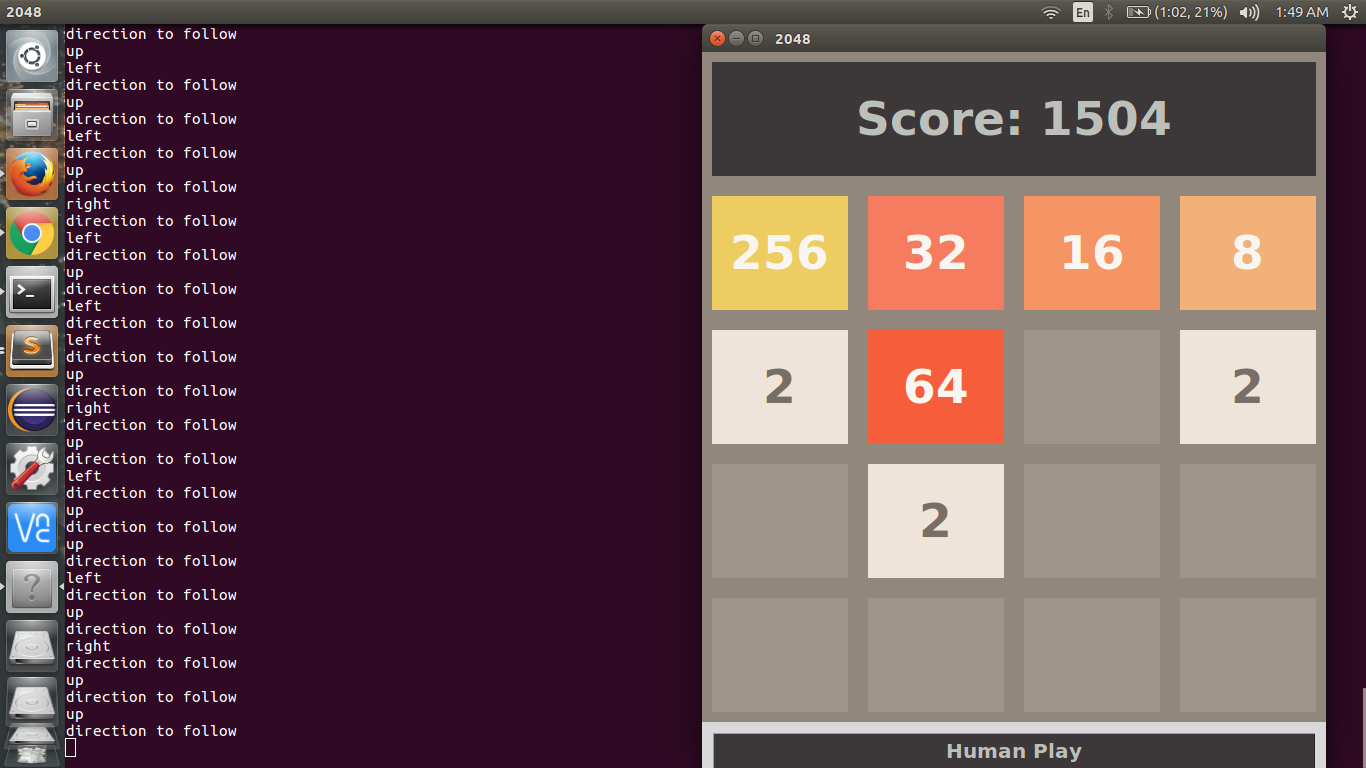 2048
En
(1:02, 21%)
1:49 AM
direction to follow
up
left
direction to follow
up
direction to follow
left
direction to follow
up
direction to follow
right
direction to follow
left
direction to follow
up
direction to follow
left
direction to follow
left
direction to follow
up
direction to follow
right
direction to follow
up
direction to follow
left
direction to follow
up
direction to follow
up
direction to follow
left
direction to follow
up
direction to follow
right
direction to follow
up
direction to follow
up
direction to follow
2048
Score: 1504
256 32 16 8
2 64 2
2
Human Play
>_
S
Vnc
?